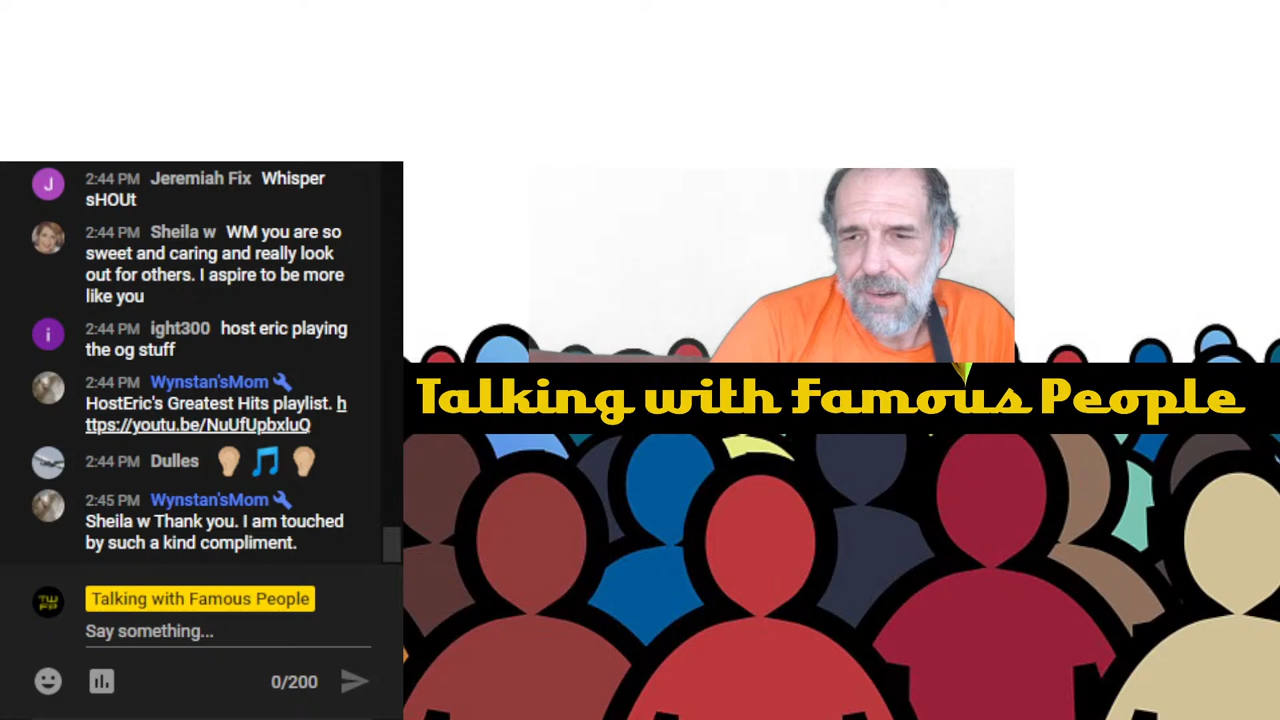 2:44 PM Jeremiah Fix Whisper
sHOUt
2:44 PM Sheila w WM you are so
sweet and caring and really look
out for others. I aspire to be more
like you
2:44 PM ight300 host eric playing
the og stuff
2:44 PM Wynstan'sMom
HostEric's Greatest Hits playlist. h
ttps://youtu.be/NuUfUpbxluQ
2:44 PM Dulles
2:45 PM Wynstan'sMom
Sheila w Thank you. I am touched
by such a kind compliment.
Talking with Famous People
Say something...
0/200
J
i
TW
FP
Talking with Famous People